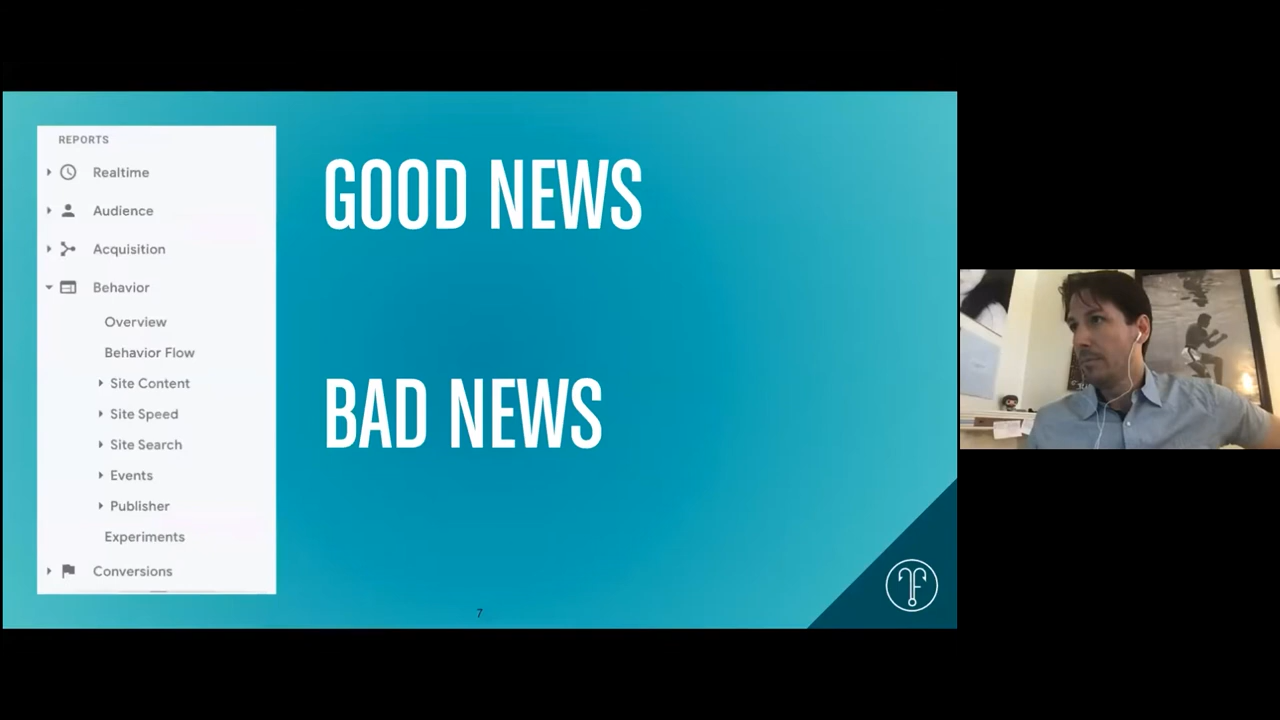 REPORTS
Realtime
Audience
Acquisition
Behavior
Overview
Behavior Flow
Site Content
Site Speed
Site Search
Events
Publisher
Experiments
Conversions
GOOD NEWS
BAD NEWS
7